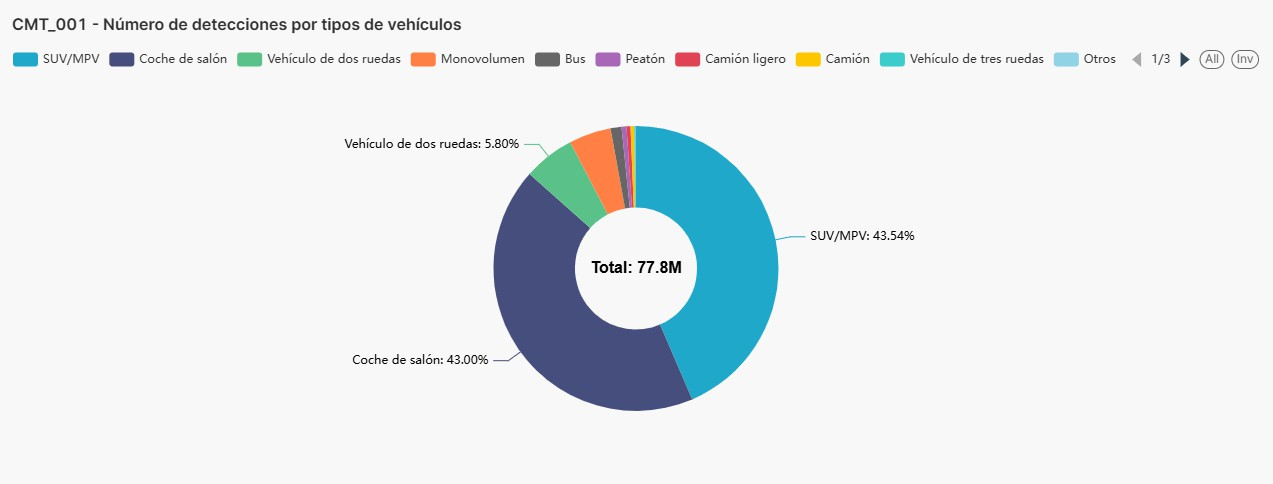 CMT_001 - Número de detecciones por tipos de vehículos
SUV/MPV Coche de salón Vehículo de dos ruedas Monovolumen Bus Peatón Camión ligero Camión Vehículo de tres ruedas Otros 1/3 All Inv
Vehículo de dos ruedas: 5.80%
SUV/MPV: 43.54%
Total: 77.8M
Coche de salón: 43.00%